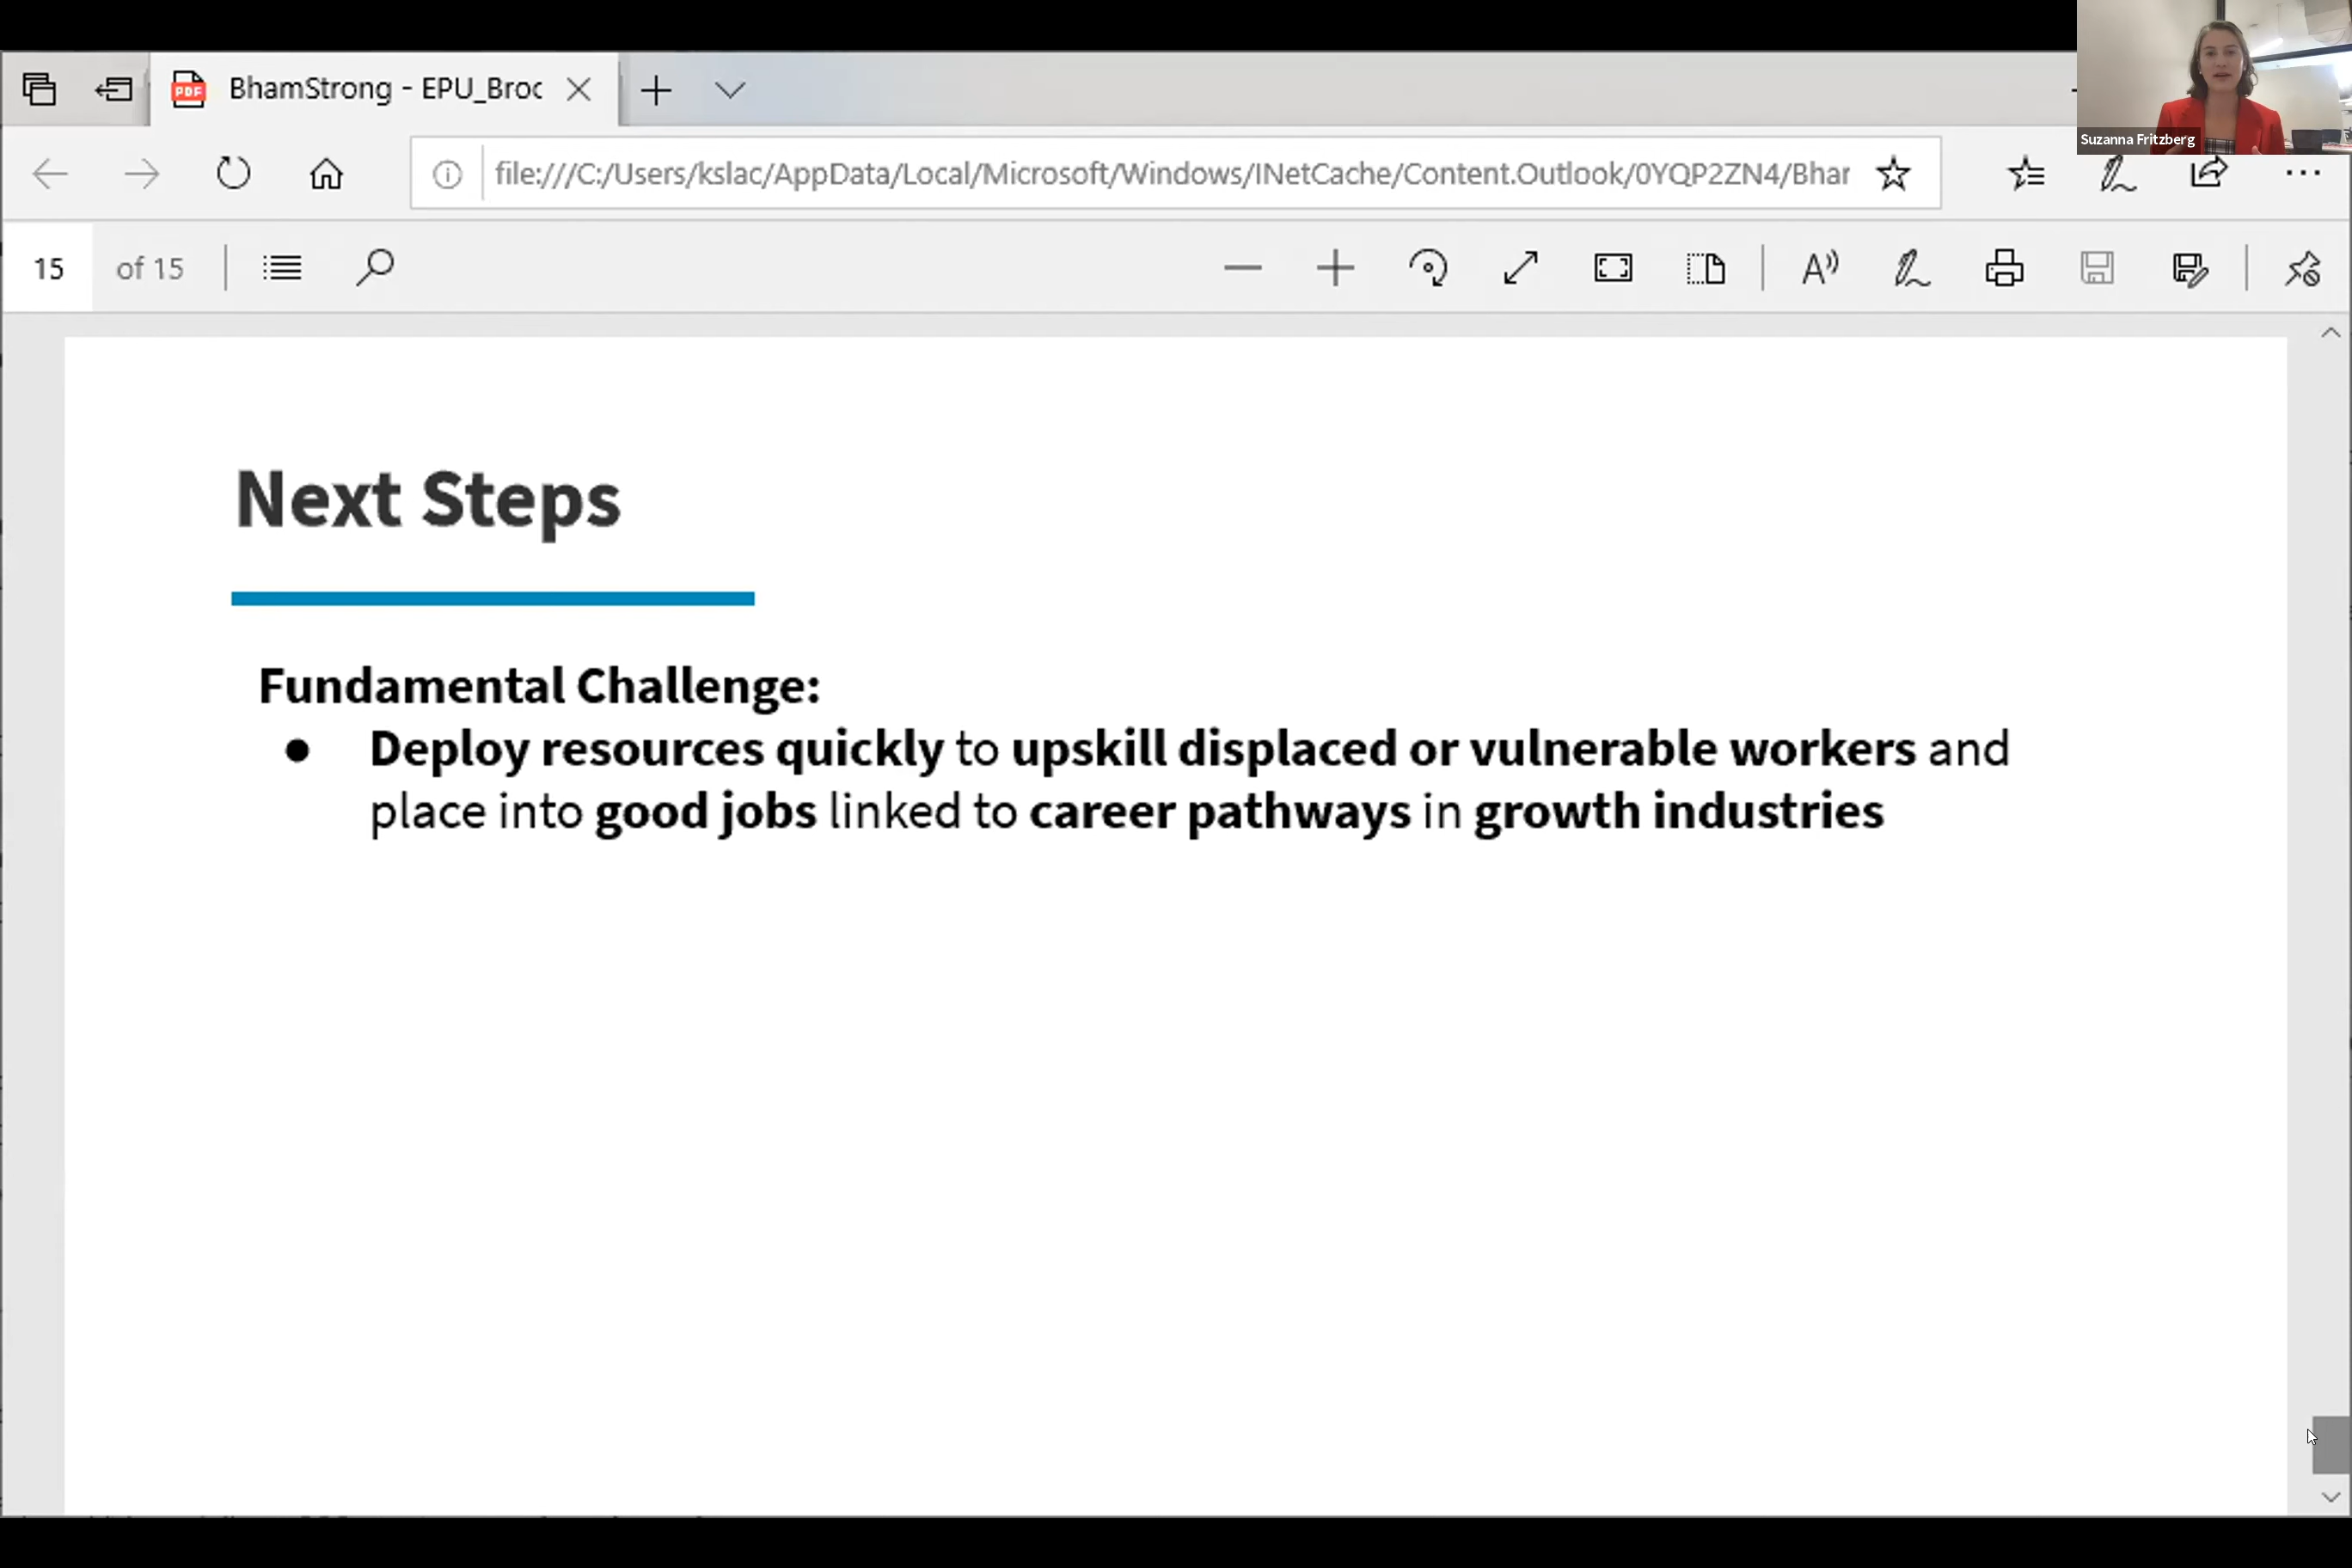 BhamStrong - EPU_Broc
Suzanna Fritzberg
file:///C:/Users/kslac/AppData/Local/Microsoft/Windows/INetCache/Content.Outlook/0YQP2ZN4/Bhar
15 of 15
Next Steps
Fundamental Challenge:
● Deploy resources quickly to upskill displaced or vulnerable workers and
place into good jobs linked to career pathways in growth industries